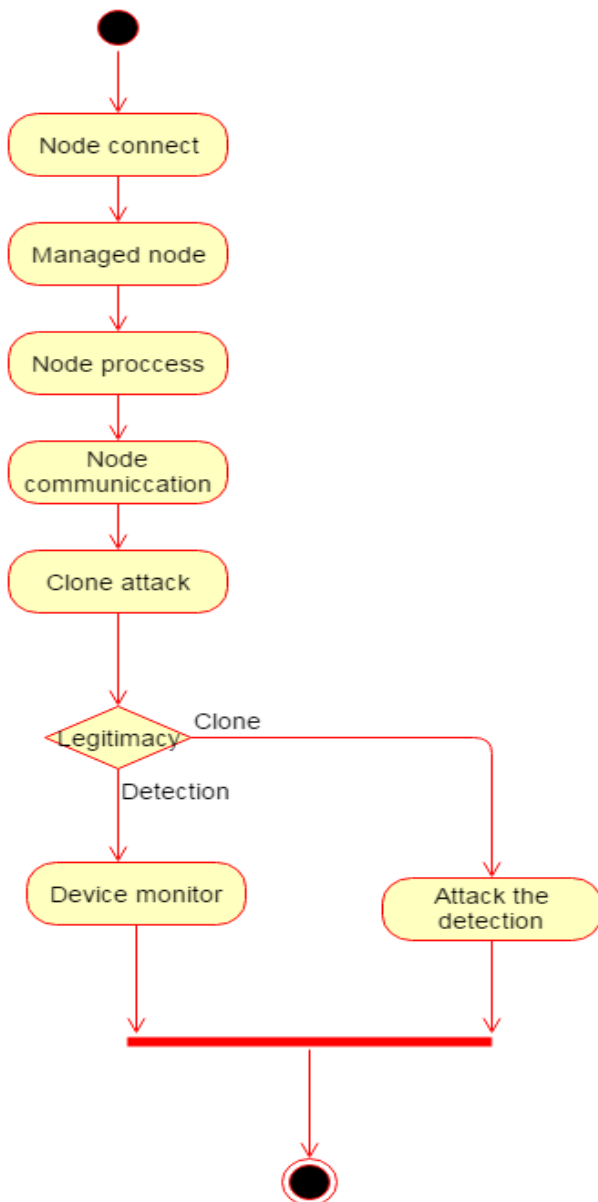 Node connect
Managed node
Node proccess
Node
communiccation
Clone attack
Legitimacy
Clone
Detection
Device monitor
Attack the
detection